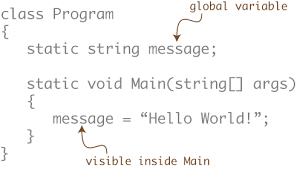 global variable
class Program
{
static string message;
static void Main(string[] args)
{
message = “Hello World!”;
}
}
visible inside Main